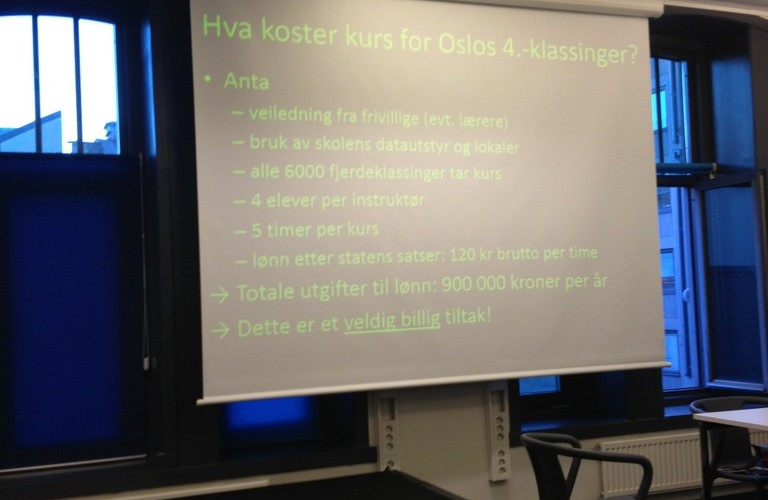 Hva koster kurs for Oslos 4.-klassinger?
• Anta
– veiledning fra frivillige (evt. lærere)
– bruk av skolens datautstyr og lokaler
– alle 6000 fjerdeklassinger tar kurs
– 4 elever per instruktør
– 5 timer per kurs
– lønn etter statens satser: 120 kr brutto per time
→ Totale utgifter til lønn: 900 000 kroner per år
→ Dette er et veldig billig tiltak!